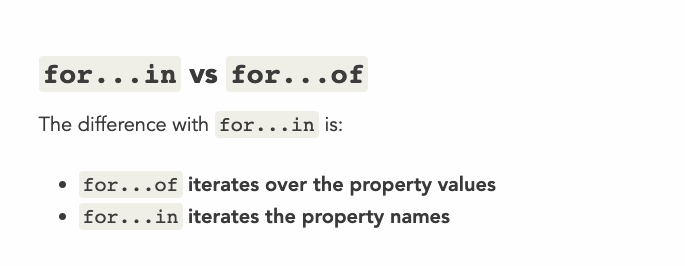 for...in vs for...of
The difference with for...in is:
• for...of iterates over the property values
• for...in iterates the property names